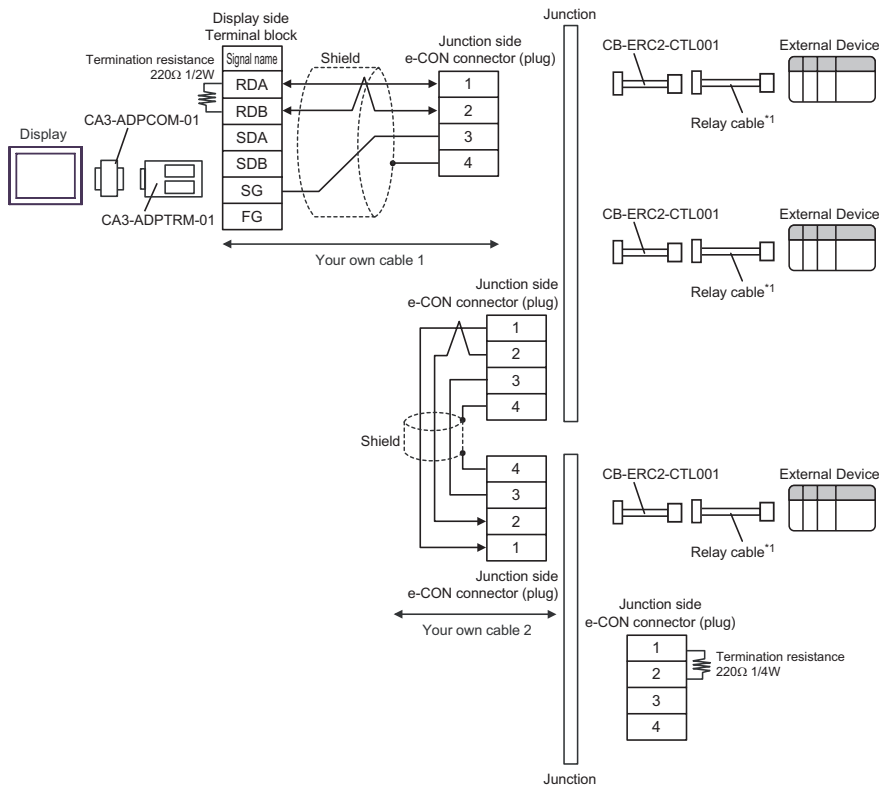 Display side
Terminal block
Junction
Termination resistance
220Ω 1/2W
Signal name
Shield
Junction side
e-CON connector (plug)
CB-ERC2-CTL001
External Device
RDA
1
RDB
2
SDA
3
SDB
4
SG
FG
Relay cable*1
Display
CA3-ADPCOM-01
CA3-ADPTRM-01
Your own cable 1
CB-ERC2-CTL001
External Device
Relay cable*1
Junction side
e-CON connector (plug)
1
2
3
4
Shield
4
3
2
1
CB-ERC2-CTL001
External Device
Relay cable*1
Junction side
e-CON connector (plug)
Your own cable 2
Junction side
e-CON connector (plug)
1
2
3
4
Termination resistance
220Ω 1/4W
Junction